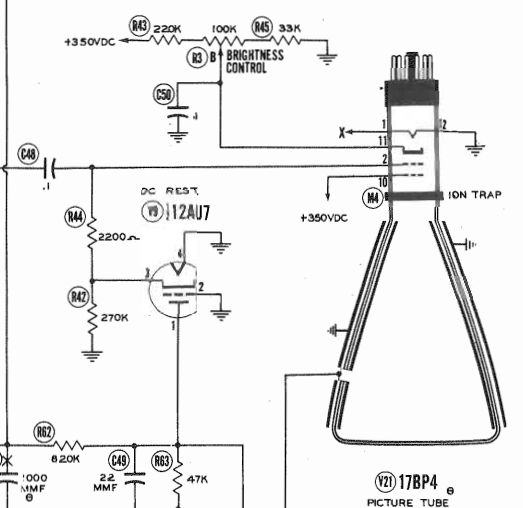 R43 220K 100K R45 33K
+350VDC
R3 B BRIGHTNESS
CONTROL
C50
.1
X 1 12
11
C48 2
.1 10
DC REST. M4 ION TRAP
V9 12AU7 +350VDC
R44 4
2200Ω
3 2
R42
270K 1
R62
820K C49 R63
1000 22 47K
MMF MMF
V21 17BP4
PICTURE TUBE